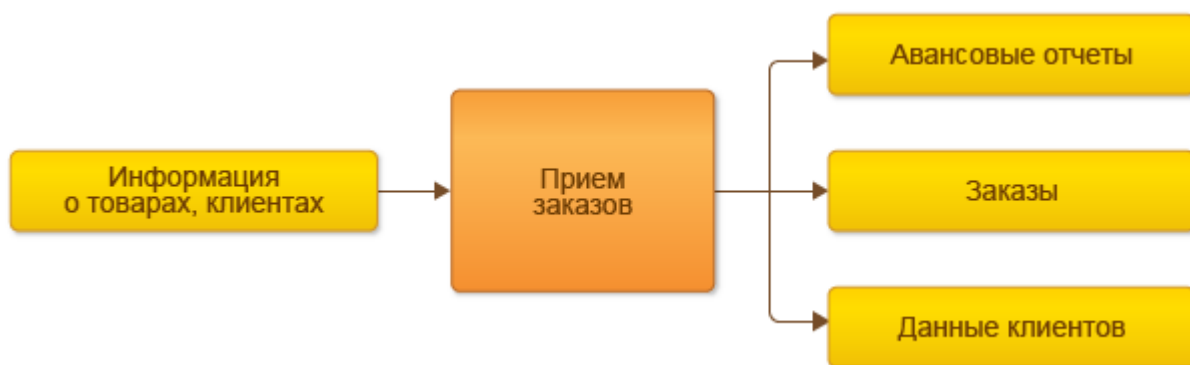 Информация
о товарах, клиентах
Прием
заказов
Авансовые отчеты
Заказы
Данные клиентов